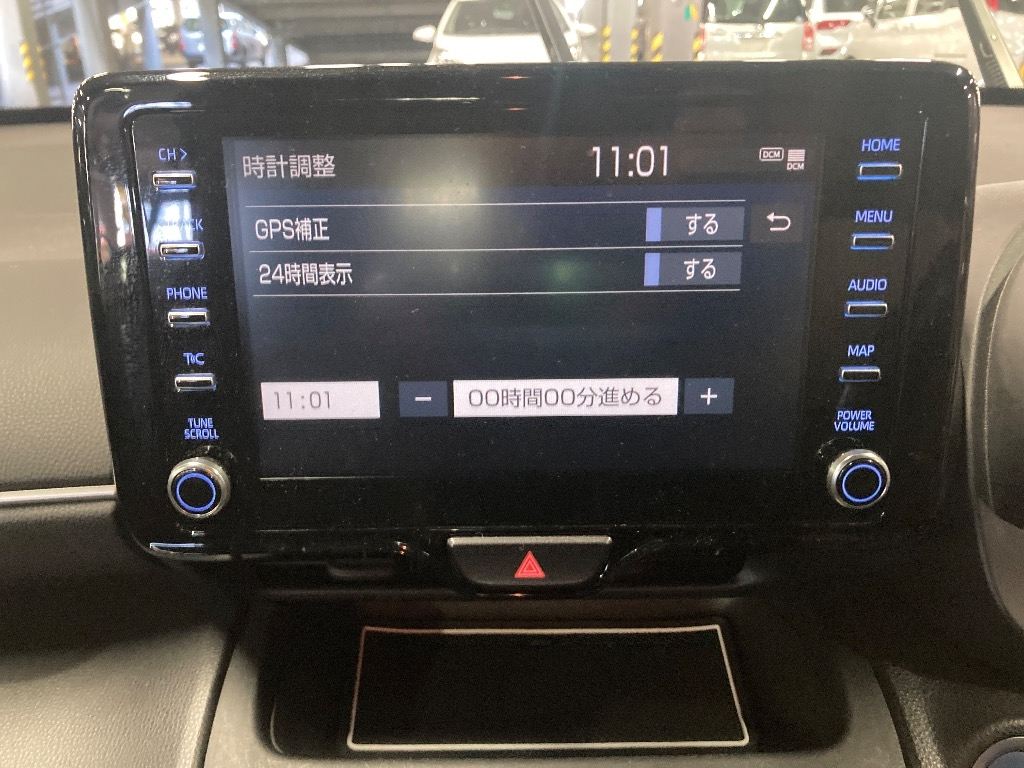 時計調整
11:01
DCM
DCM
GPS補正
する
24時間表示
する
11:01
−
00時間00分進める
+
CH >
TRACK
PHONE
T&C
TUNE
SCROLL
HOME
MENU
AUDIO
MAP
POWER
VOLUME